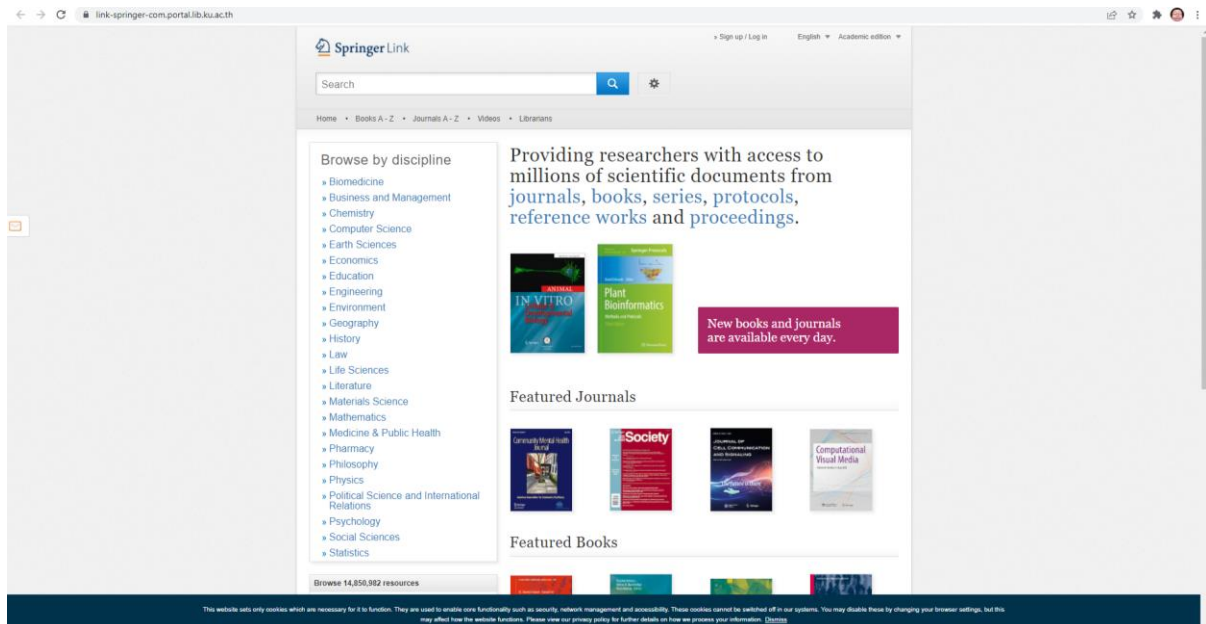 link-springer-com.portal.lib.ku.ac.th
Springer Link
» Sign up / Log in
English
Academic edition
Search
Home • Books A - Z • Journals A - Z • Videos • Librarians
Browse by discipline
» Biomedicine
» Business and Management
» Chemistry
» Computer Science
» Earth Sciences
» Economics
» Education
» Engineering
» Environment
» Geography
» History
» Law
» Life Sciences
» Literature
» Materials Science
» Mathematics
» Medicine & Public Health
» Pharmacy
» Philosophy
» Physics
» Political Science and International
Relations
» Psychology
» Social Sciences
» Statistics
Browse 14,850,982 resources
Providing researchers with access to
millions of scientific documents from
journals, books, series, protocols,
reference works and proceedings.
ANIMAL
IN VITRO
Springer Protocols
Plant
Bioinformatics
Methods and Protocols
New books and journals
are available every day.
Featured Journals
Community Mental Health
Journal
Society
JOURNAL OF
CELL COMMUNICATION
AND SIGNALING
Computational
Visual Media
Featured Books
This website sets only cookies which are necessary for it to function. They are used to enable core functionality such as security, network management and accessibility. These cookies cannot be switched off in our systems. You may disable these by changing your browser settings, but this
may affect how the website functions. Please view our privacy policy for further details on how we process your information. Dismiss